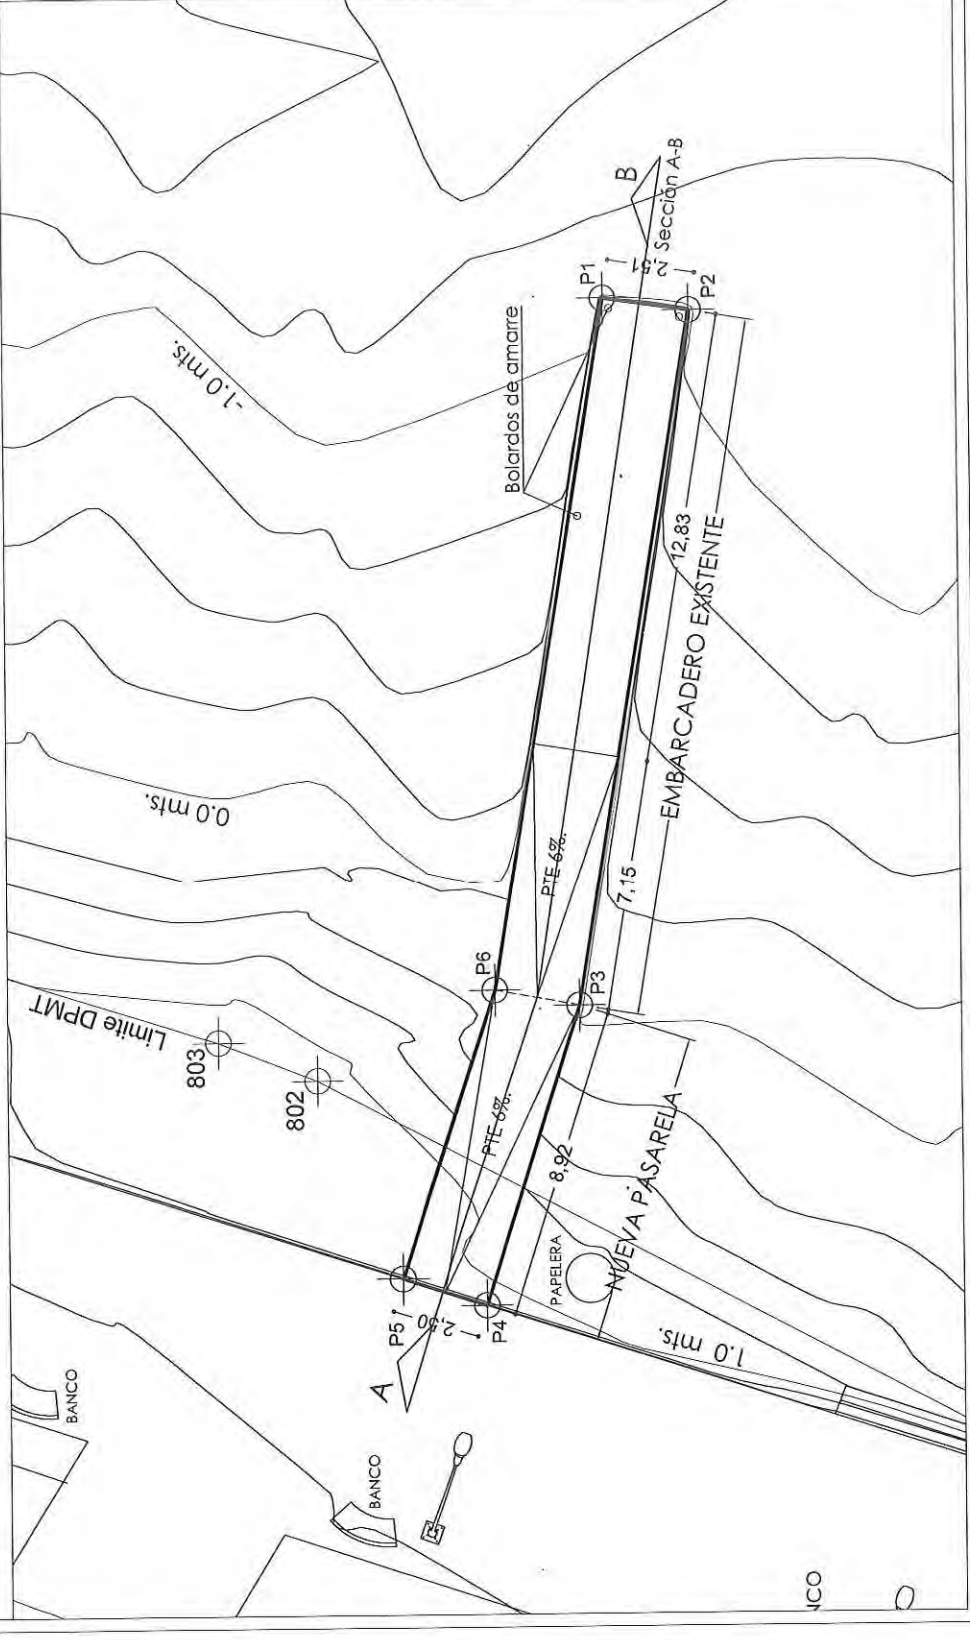 -1.0 mts.
0.0 mts.
Limite DPMT
803
802
Bolardos de amarre
P1
P2
2,51
B
Sección A-B
12,83
EMBARCADERO EXISTENTE
7,15
PTE 6%.
P6
P3
PTE 6%.
8,92
NUEVA PASARELA
PAPELERA
P5
2,50
P4
A
1.0 mts.
BANCO
BANCO